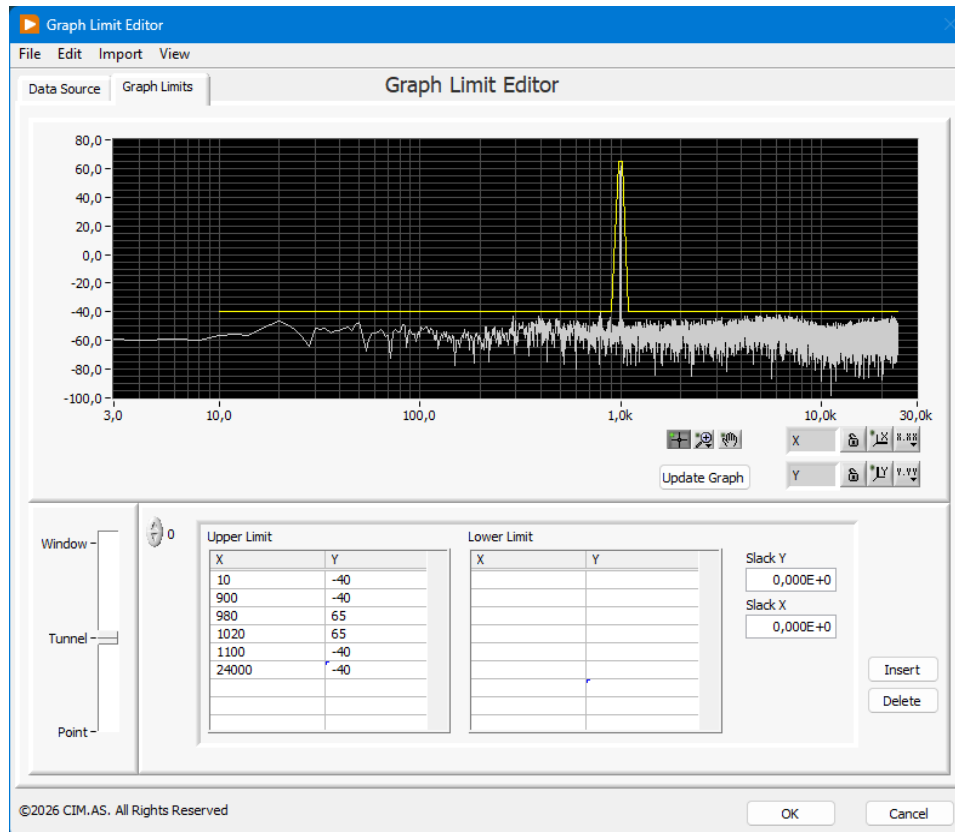 Graph Limit Editor
File Edit Import View
Data Source Graph Limits Graph Limit Editor
80,0
60,0
40,0
20,0
0,0
-20,0
-40,0
-60,0
-80,0
-100,0
3,0 10,0 100,0 1,0k 10,0k 30,0k
X X X.XX
Update Graph Y Y Y.YY
Window
Tunnel
Point
0
Upper Limit Lower Limit
X Y X Y
10 -40
900 -40
980 65
1020 65
1100 -40
24000 -40
Slack Y
0,000E+0
Slack X
0,000E+0
Insert
Delete
©2026 CIM.AS. All Rights Reserved
OK Cancel